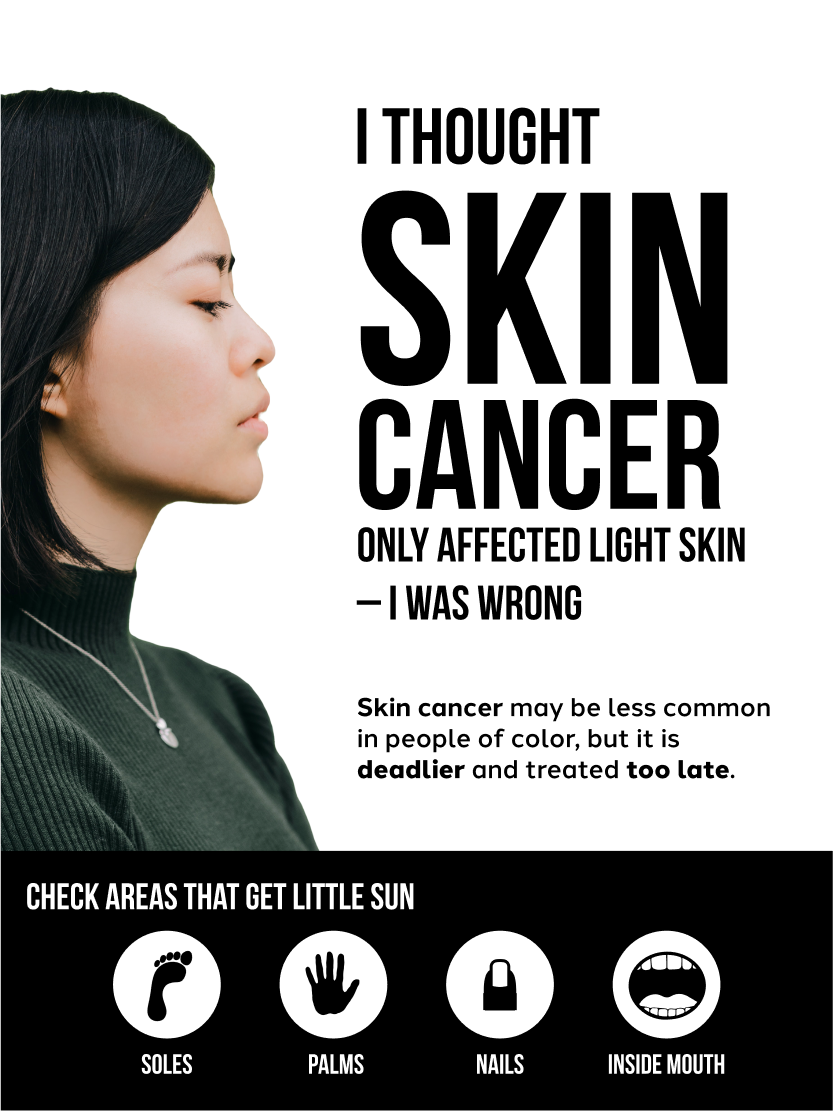 I THOUGHT
SKIN
CANCER
ONLY AFFECTED LIGHT SKIN
– I WAS WRONG
Skin cancer may be less common
in people of color, but it is
deadlier and treated too late.
CHECK AREAS THAT GET LITTLE SUN
SOLES
PALMS
NAILS
INSIDE MOUTH